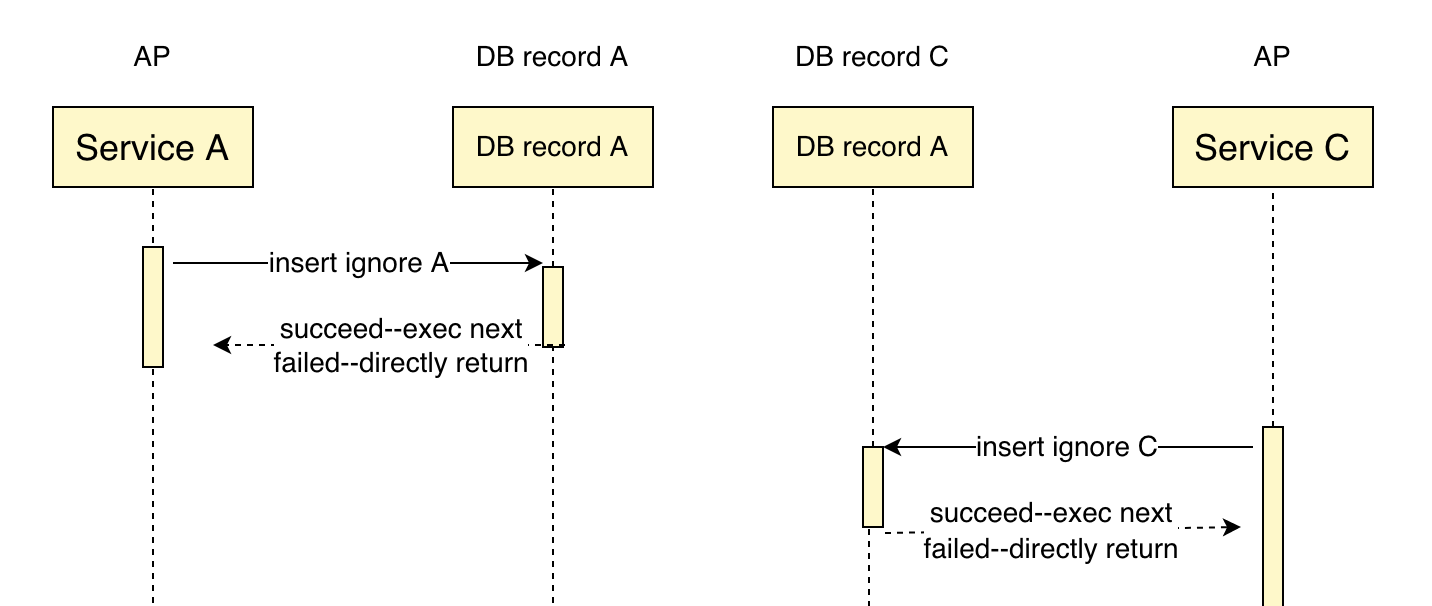 AP
DB record A
DB record C
AP
Service A
DB record A
DB record A
Service C
insert ignore A
succeed--exec next
failed--directly return
insert ignore C
succeed--exec next
failed--directly return